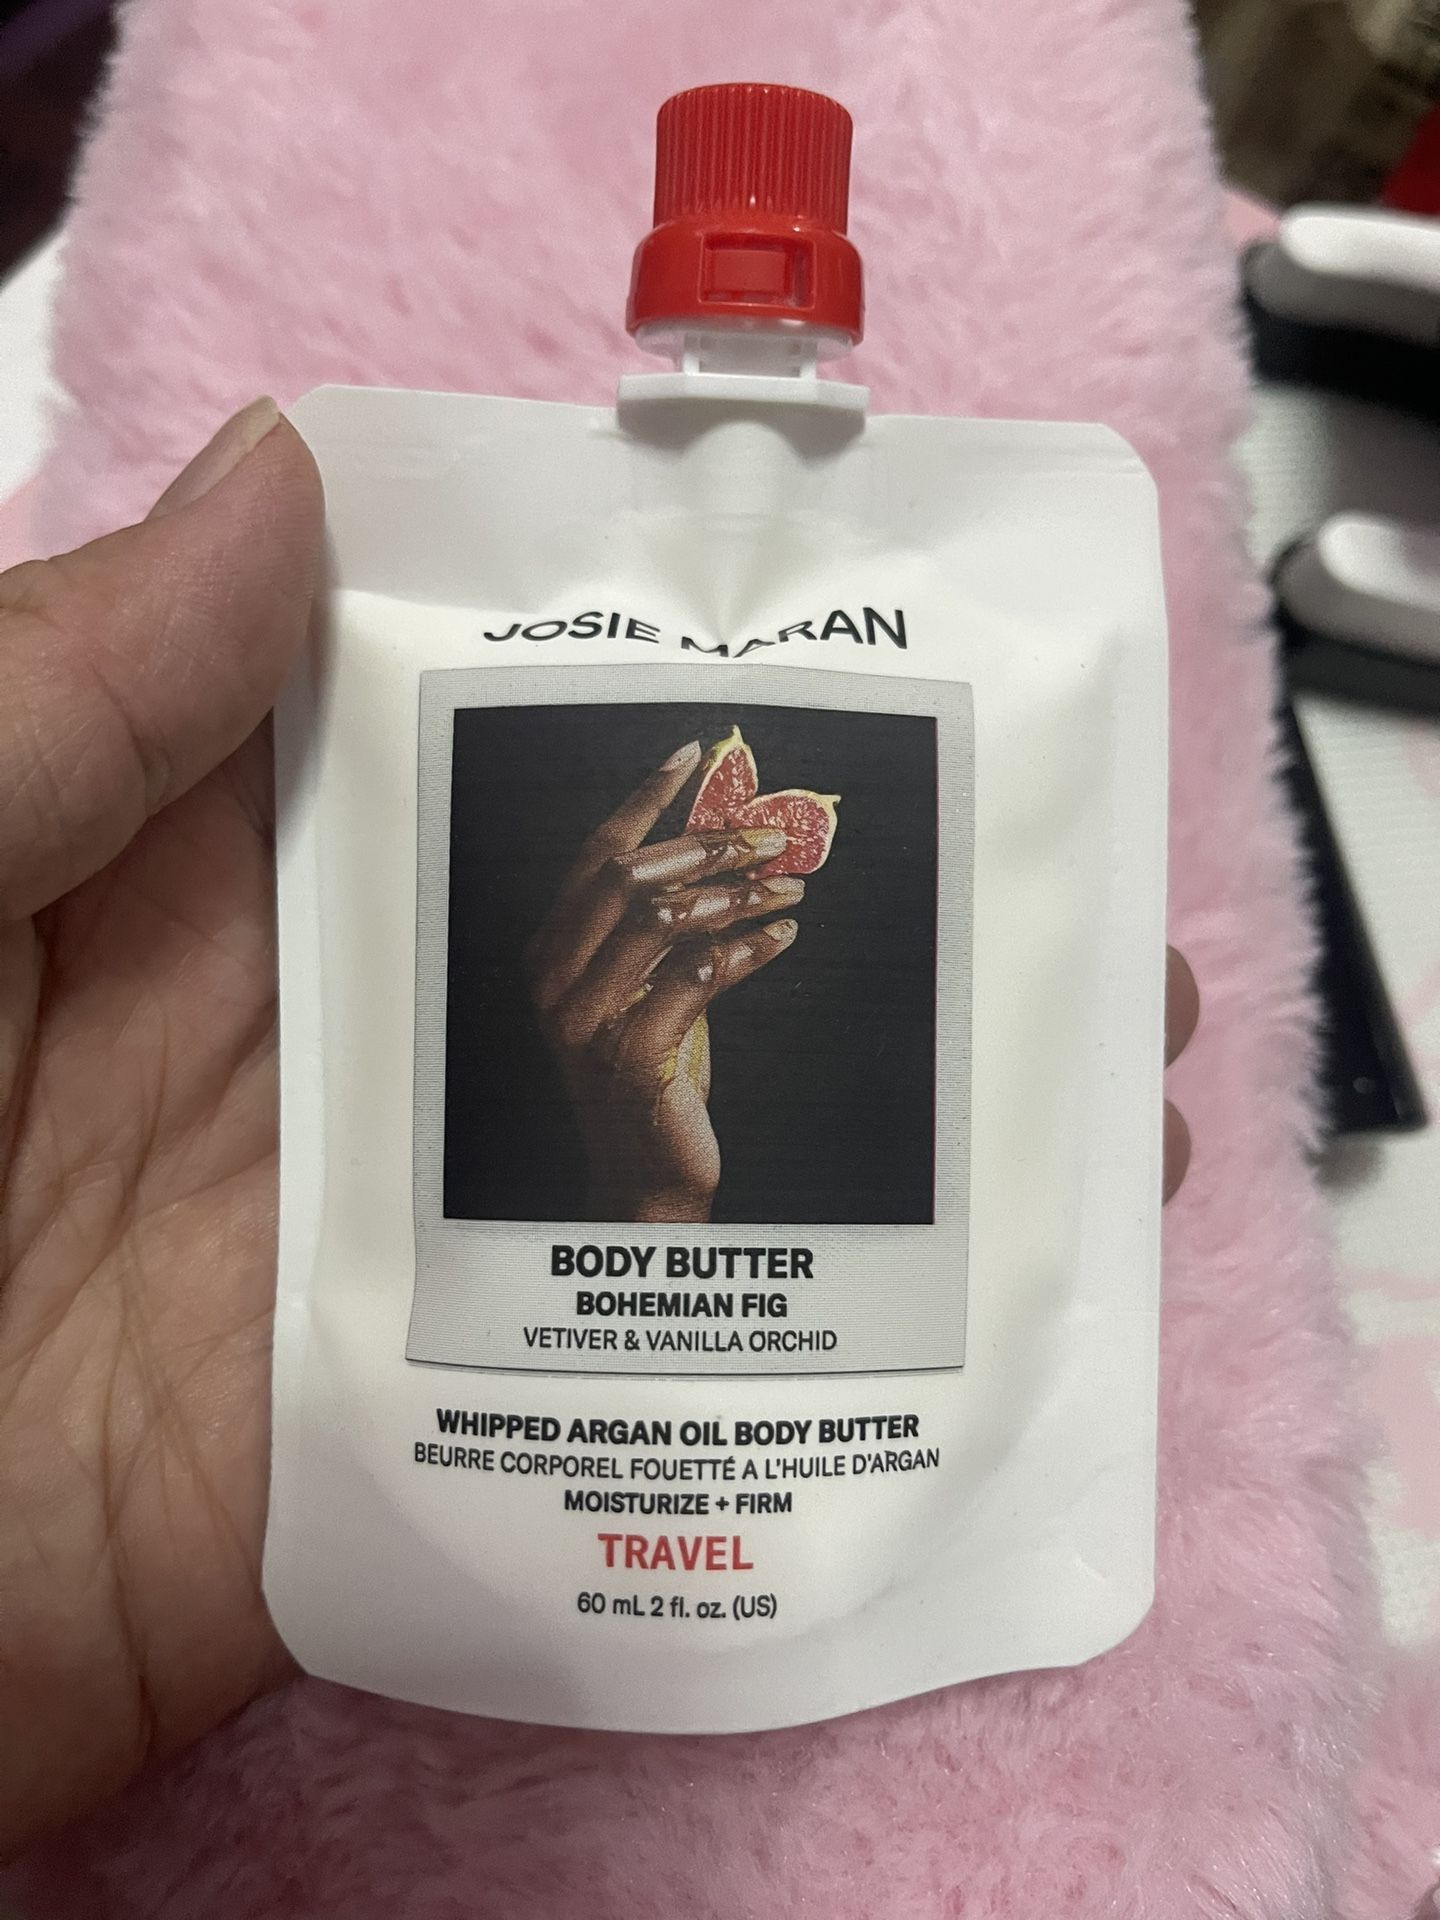 JOSIE MARAN
BODY BUTTER
BOHEMIAN FIG
VETIVER & VANILLA ORCHID
WHIPPED ARGAN OIL BODY BUTTER
BEURRE CORPOREL FOUETTÉ A L'HUILE D'ARGAN
MOISTURIZE + FIRM
TRAVEL
60 mL 2 fl. oz. (US)